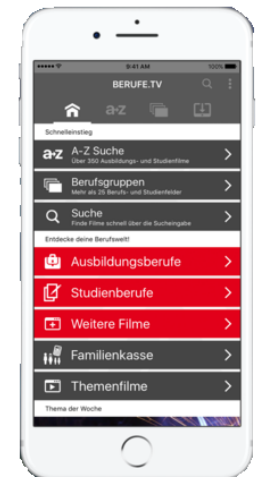 9:41 AM 100%
BERUFE.TV
a-z
Schnelleinstieg
a-z A-Z Suche
Über 350 Ausbildungs- und Studienfilme
Berufsgruppen
Mehr als 25 Berufs- und Studienfelder
Suche
Finde Filme schnell über die Sucheingabe
Entdecke deine Berufswelt!
Ausbildungsberufe
Studienberufe
Weitere Filme
Familienkasse
Themenfilme
Thema der Woche